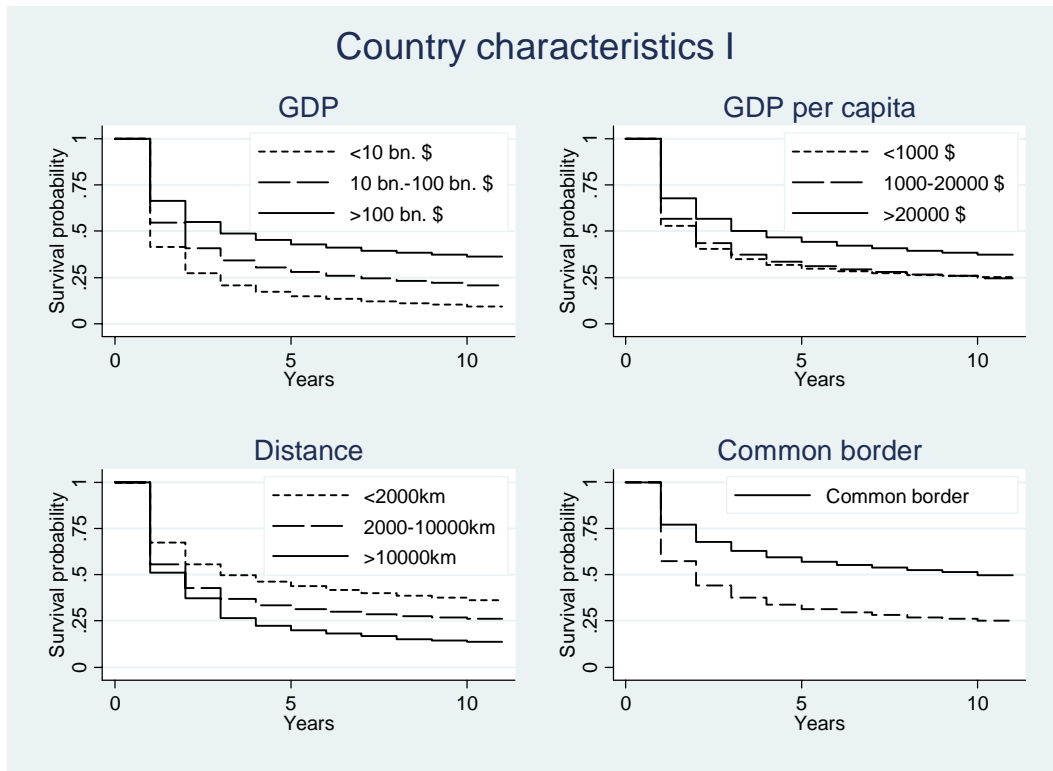 Country characteristics I
GDP
Survival probability
0 .25 .5 .75 1
<10 bn. $
10 bn.-100 bn. $
>100 bn. $
0 5 10
Years
GDP per capita
Survival probability
0 .25 .5 .75 1
<1000 $
1000-20000 $
>20000 $
0 5 10
Years
Distance
Survival probability
0 .25 .5 .75 1
<2000km
2000-10000km
>10000km
0 5 10
Years
Common border
Survival probability
0 .25 .5 .75 1
Common border
0 5 10
Years